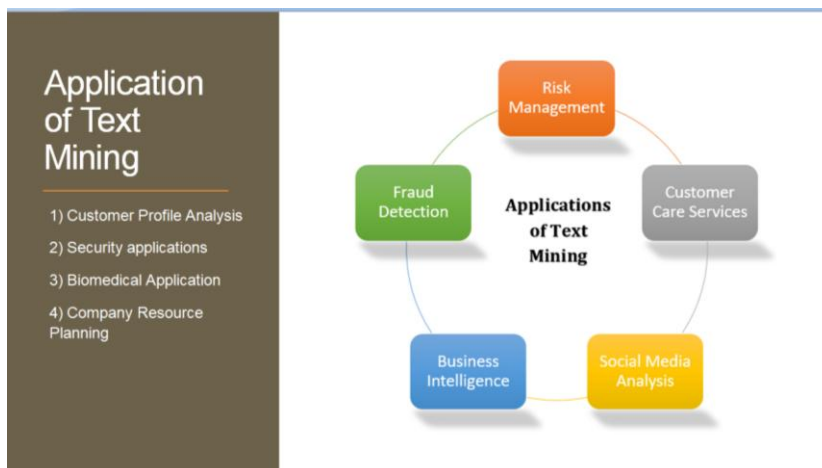 Application
of Text
Mining
1) Customer Profile Analysis
2) Security applications
3) Biomedical Application
4) Company Resource
Planning
Risk
Management
Customer
Care Services
Social Media
Analysis
Business
Intelligence
Fraud
Detection
Applications
of Text
Mining